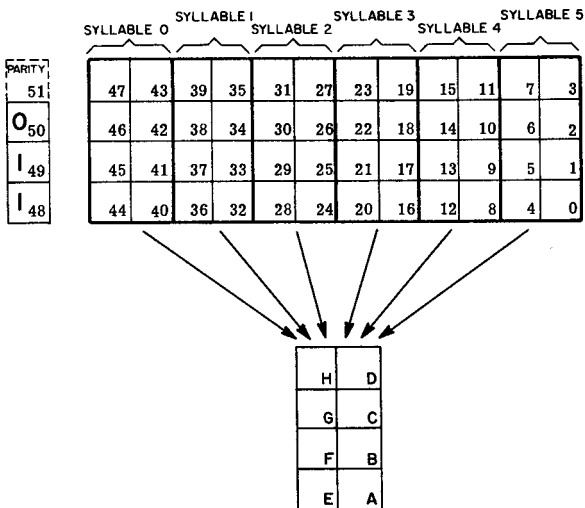 SYLLABLE 0 SYLLABLE 1 SYLLABLE 2 SYLLABLE 3 SYLLABLE 4 SYLLABLE 5
PARITY
51 47 43 39 35 31 27 23 19 15 11 7 3
0 50 46 42 38 34 30 26 22 18 14 10 6 2
1 49 45 41 37 33 29 25 21 17 13 9 5 1
1 48 44 40 36 32 28 24 20 16 12 8 4 0
H D
G C
F B
E A